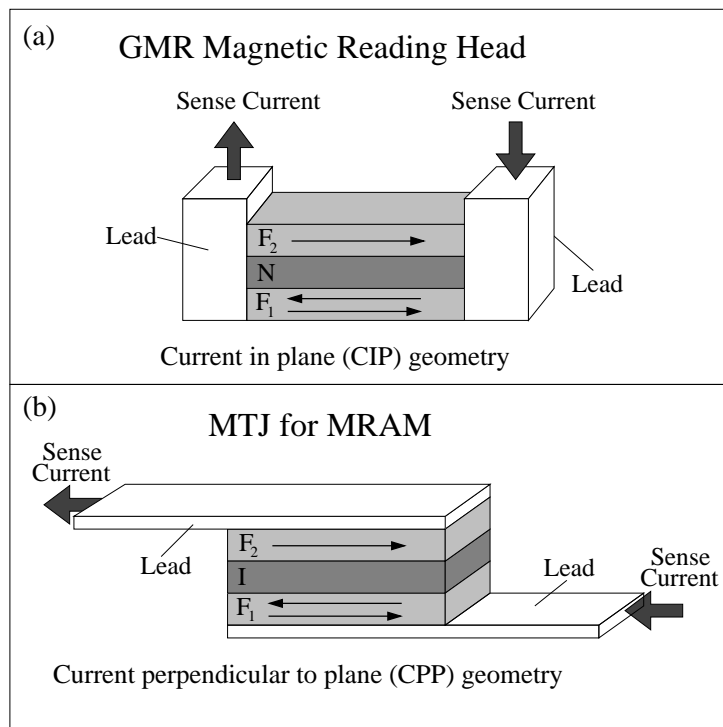 (a)
GMR Magnetic Reading Head
Sense Current
Sense Current
Lead
F₂
N
F₁
Lead
Current in plane (CIP) geometry
(b)
MTJ for MRAM
Sense
Current
Lead
F₂
I
F₁
Lead
Sense
Current
Current perpendicular to plane (CPP) geometry